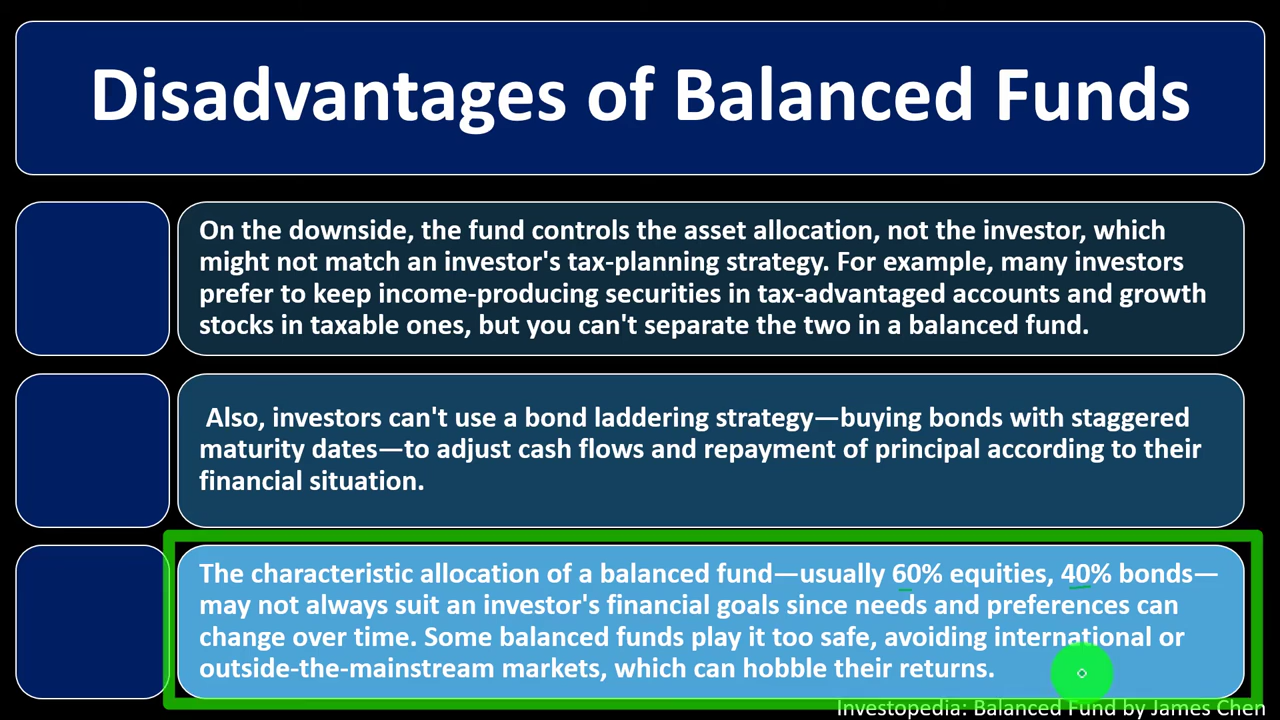 Disadvantages of Balanced Funds
On the downside, the fund controls the asset allocation, not the investor, which
might not match an investor's tax-planning strategy. For example, many investors
prefer to keep income-producing securities in tax-advantaged accounts and growth
stocks in taxable ones, but you can't separate the two in a balanced fund.
Also, investors can't use a bond laddering strategy—buying bonds with staggered
maturity dates—to adjust cash flows and repayment of principal according to their
financial situation.
The characteristic allocation of a balanced fund—usually 60% equities, 40% bonds—
may not always suit an investor's financial goals since needs and preferences can
change over time. Some balanced funds play it too safe, avoiding international or
outside-the-mainstream markets, which can hobble their returns.
Investopedia: Balanced Fund by James Chen